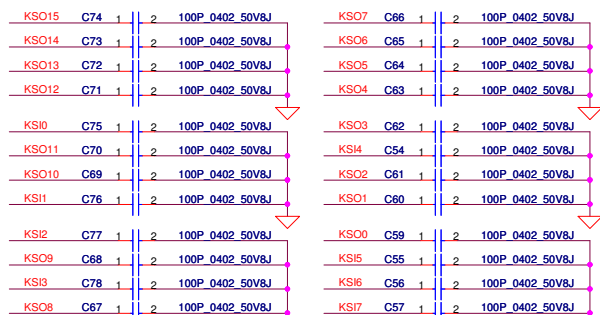 KSO15 C74 1 2 100P_0402_50V8J
KSO14 C73 1 2 100P_0402_50V8J
KSO13 C72 1 2 100P_0402_50V8J
KSO12 C71 1 2 100P_0402_50V8J
KSI0 C75 1 2 100P_0402_50V8J
KSO11 C70 1 2 100P_0402_50V8J
KSO10 C69 1 2 100P_0402_50V8J
KSI1 C76 1 2 100P_0402_50V8J
KSI2 C77 1 2 100P_0402_50V8J
KSO9 C68 1 2 100P_0402_50V8J
KSI3 C78 1 2 100P_0402_50V8J
KSO8 C67 1 2 100P_0402_50V8J
KSO7 C66 1 2 100P_0402_50V8J
KSO6 C65 1 2 100P_0402_50V8J
KSO5 C64 1 2 100P_0402_50V8J
KSO4 C63 1 2 100P_0402_50V8J
KSO3 C62 1 2 100P_0402_50V8J
KSI4 C54 1 2 100P_0402_50V8J
KSO2 C61 1 2 100P_0402_50V8J
KSO1 C60 1 2 100P_0402_50V8J
KSO0 C59 1 2 100P_0402_50V8J
KSI5 C55 1 2 100P_0402_50V8J
KSI6 C56 1 2 100P_0402_50V8J
KSI7 C57 1 2 100P_0402_50V8J